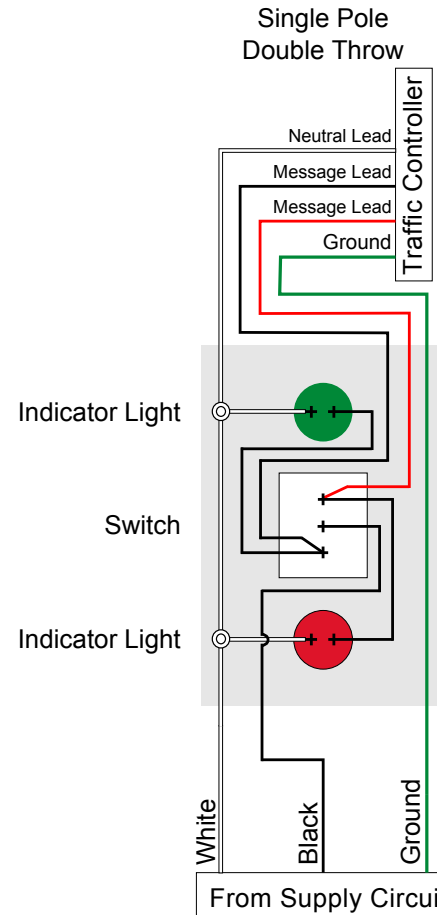 Single Pole
Double Throw
Neutral Lead
Message Lead
Message Lead
Ground
Traffic Controller
Indicator Light
Switch
Indicator Light
White
Black
Ground
From Supply Circui